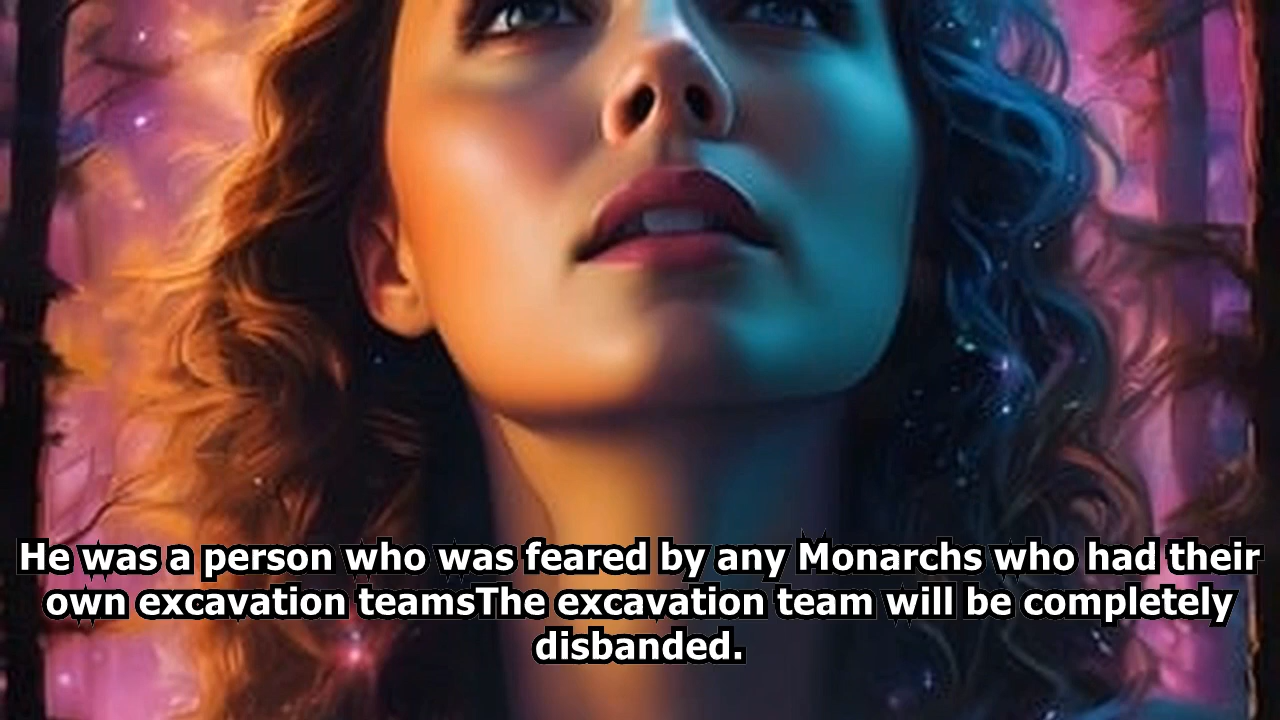 He was a person who was feared by any Monarchs who had their
own excavation teamsThe excavation team will be completely
disbanded.